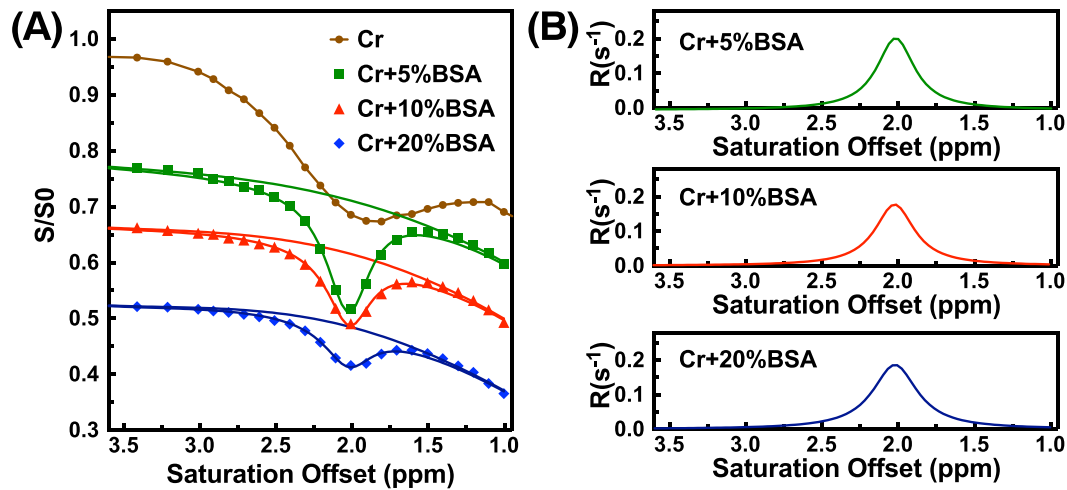 (A)
S/S0
1.0
0.9
0.8
0.7
0.6
0.5
0.4
0.3
Cr
Cr+5%BSA
Cr+10%BSA
Cr+20%BSA
3.5 3.0 2.5 2.0 1.5 1.0
Saturation Offset (ppm)
(B)
R(s-1)
0.2
0.1
0.0
Cr+5%BSA
3.5 3.0 2.5 2.0 1.5 1.0
Saturation Offset (ppm)
R(s-1)
0.2
0.1
0.0
Cr+10%BSA
3.5 3.0 2.5 2.0 1.5 1.0
Saturation Offset (ppm)
R(s-1)
0.2
0.1
0.0
Cr+20%BSA
3.5 3.0 2.5 2.0 1.5 1.0
Saturation Offset (ppm)